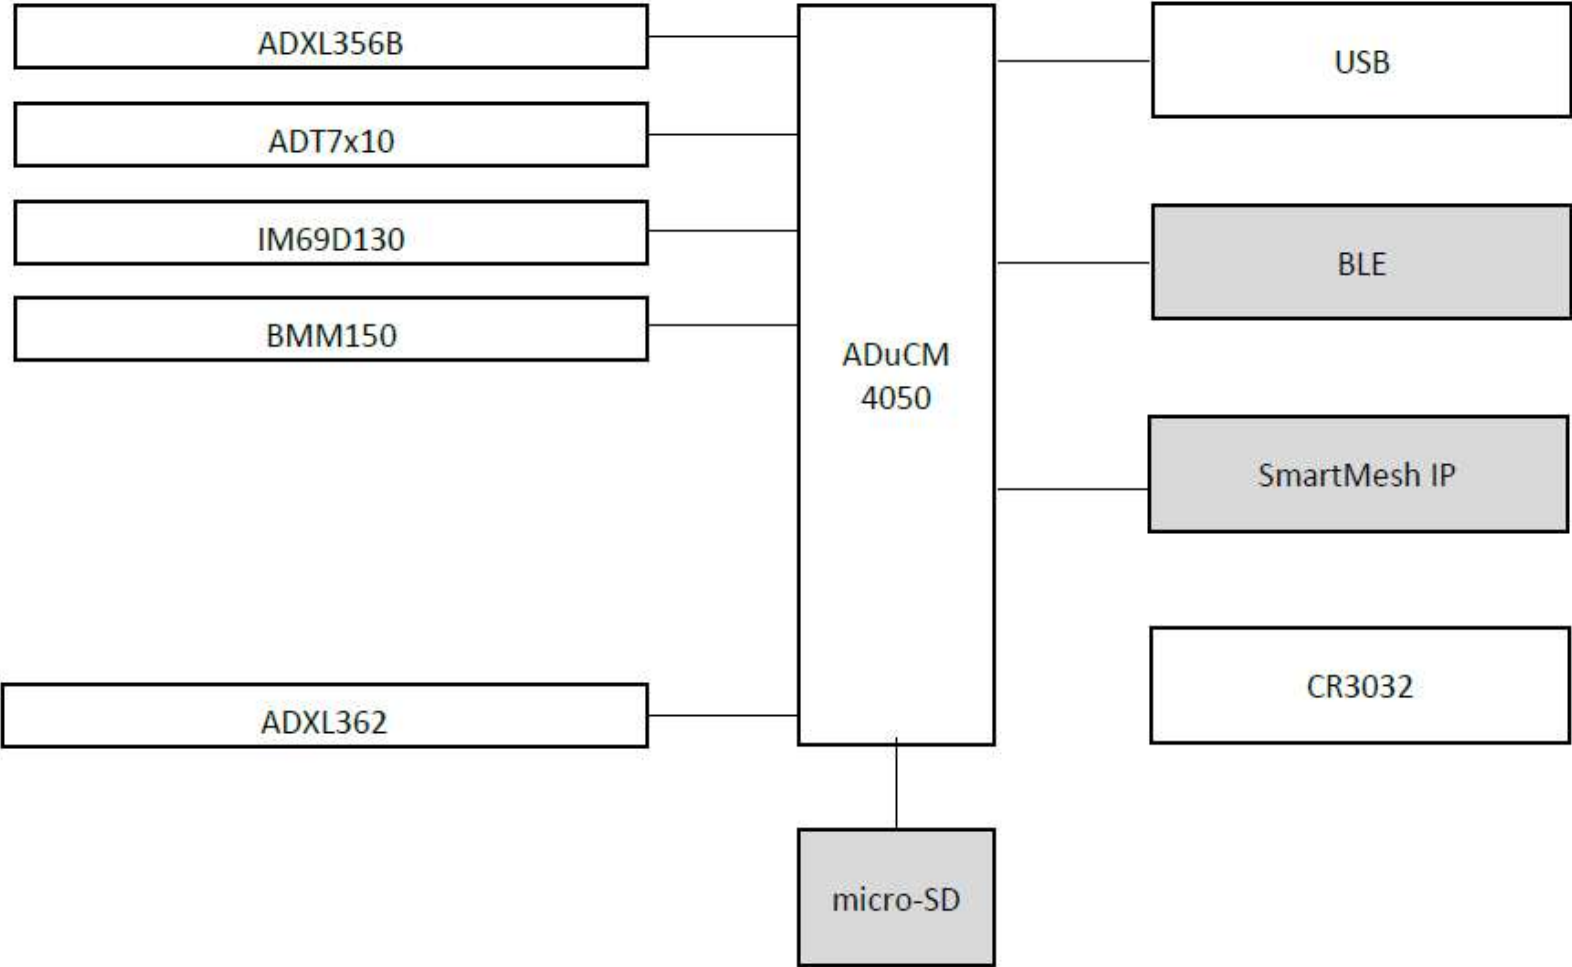 ADXL356B
ADT7x10
IM69D130
BMM150
ADXL362
ADuCM
4050
micro-SD
USB
BLE
SmartMesh IP
CR3032